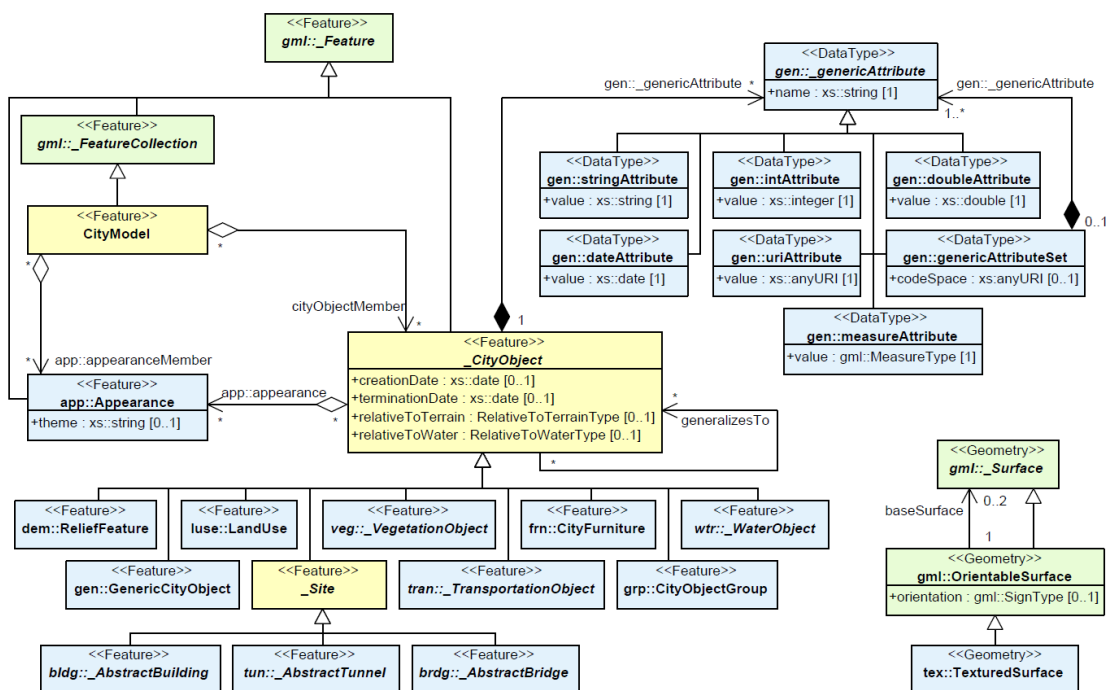 <<Feature>>
gml::_Feature
<<DataType>>
gen::_genericAttribute
+name : xs::string [1]
gen::_genericAttribute
*
gen::_genericAttribute
1..*
<<Feature>>
gml::_FeatureCollection
<<DataType>>
gen::stringAttribute
+value : xs::string [1]
<<DataType>>
gen::intAttribute
+value : xs::integer [1]
<<DataType>>
gen::doubleAttribute
+value : xs::double [1]
<<Feature>>
CityModel
*
*
0..1
<<DataType>>
gen::dateAttribute
+value : xs::date [1]
<<DataType>>
gen::uriAttribute
+value : xs::anyURI [1]
<<DataType>>
gen::genericAttributeSet
+codeSpace : xs::anyURI [0..1]
<<DataType>>
gen::measureAttribute
+value : gml::MeasureType [1]
cityObjectMember
*
1
<<Feature>>
_CityObject
+creationDate : xs::date [0..1]
+terminationDate : xs::date [0..1]
+relativeToTerrain : RelativeToTerrainType [0..1]
+relativeToWater : RelativeToWaterType [0..1]
*
app::appearanceMember
<<Feature>>
app::Appearance
+theme : xs::string [0..1]
app::appearance
*
*
*
generalizesTo
*
<<Geometry>>
gml::_Surface
baseSurface
0..2
1
<<Geometry>>
gml::OrientableSurface
+orientation : gml::SignType [0..1]
<<Geometry>>
tex::TexturedSurface
<<Feature>>
dem::ReliefFeature
<<Feature>>
luse::LandUse
<<Feature>>
veg::_VegetationObject
<<Feature>>
frn::CityFurniture
<<Feature>>
wtr::_WaterObject
<<Feature>>
gen::GenericCityObject
<<Feature>>
_Site
<<Feature>>
tran::_TransportationObject
<<Feature>>
grp::CityObjectGroup
<<Feature>>
bldg::_AbstractBuilding
<<Feature>>
tun::_AbstractTunnel
<<Feature>>
brdg::_AbstractBridge